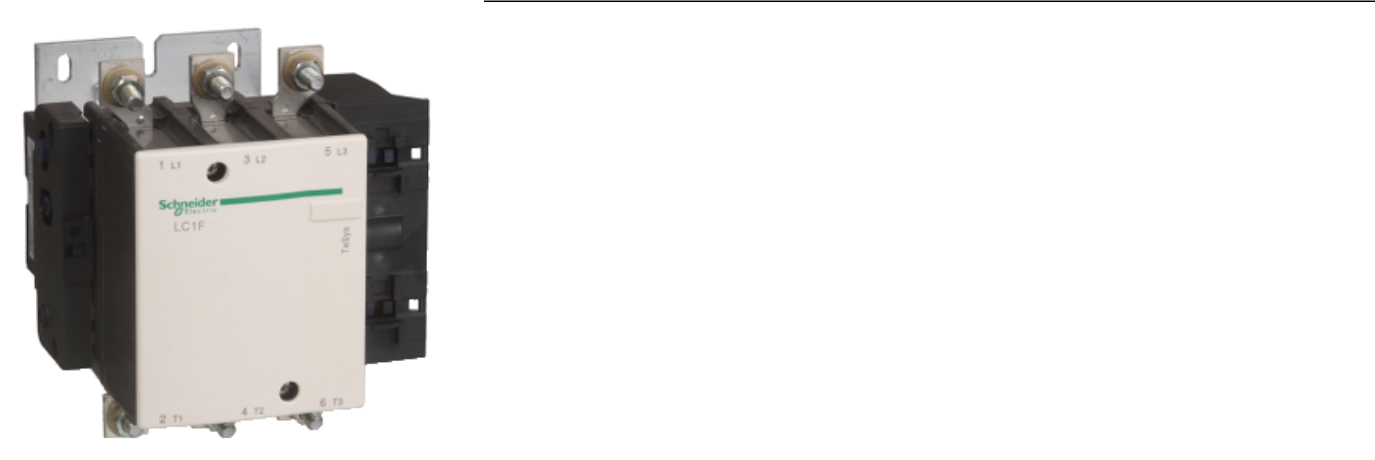 1 L1 3 L2 5 L3
Schneider
Electric
LC1F
TeSys
2 T1 4 T2 6 T3